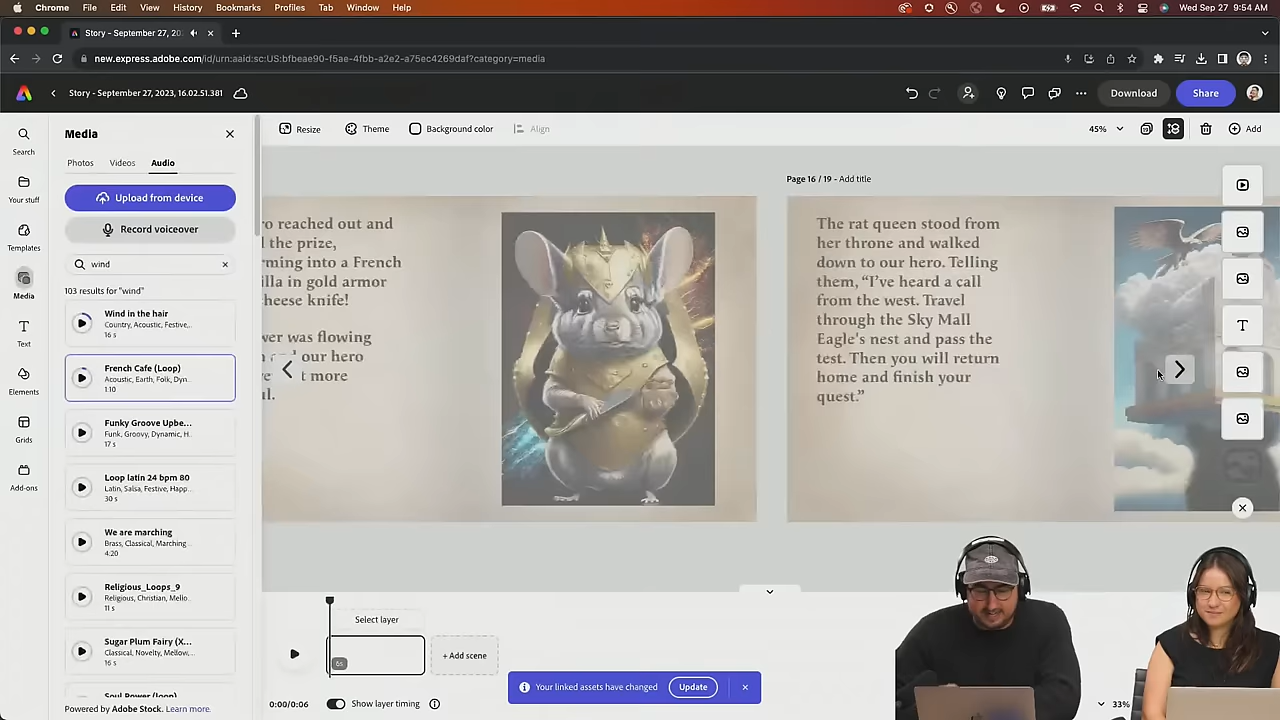 Chrome File Edit View History Bookmarks Profiles Tab Window Help
Wed Sep 27 9:54 AM
Story - September 27, 202
new.express.adobe.com/id/urn:aaid:sc:US:bfbeae90-f5ae-4fbb-a2e2-a75ec4269daf?category=media
Story - September 27, 2023, 16.02.51.381
Download
Share
Resize
Theme
Background color
Align
45%
Add
Search
Your stuff
Templates
Media
Text
Elements
Grids
Add-ons
Media
Photos Videos Audio
Upload from device
Record voiceover
wind
103 results for "wind"
Wind in the hair
Country, Acoustic, Festive...
16 s
French Cafe (Loop)
Acoustic, Earth, Folk, Dyn...
1:10
Funky Groove Upbe...
Funk, Groovy, Dynamic, H...
17 s
Loop latin 24 bpm 80
Latin, Salsa, Festive, Happ...
30 s
We are marching
Brass, Classical, Marching...
4:20
Religious_Loops_9
Religious, Christian, Mello...
11 s
Sugar Plum Fairy (X...
Classical, Novelty, Mellow,...
16 s
Soul Power (loop)
Powered by Adobe Stock. Learn more.
ro reached out and
the prize,
rming into a French
illa in gold armor
heese knife!
wer was flowing
and our hero
t more
l.
Page 16 / 19 - Add title
The rat queen stood from
her throne and walked
down to our hero. Telling
them, “I’ve heard a call
from the west. Travel
through the Sky Mall
Eagle's nest and pass the
test. Then you will return
home and finish your
quest.”
Select layer
6s
+ Add scene
Your linked assets have changed
Update
0:00/0:06
Show layer timing
33%